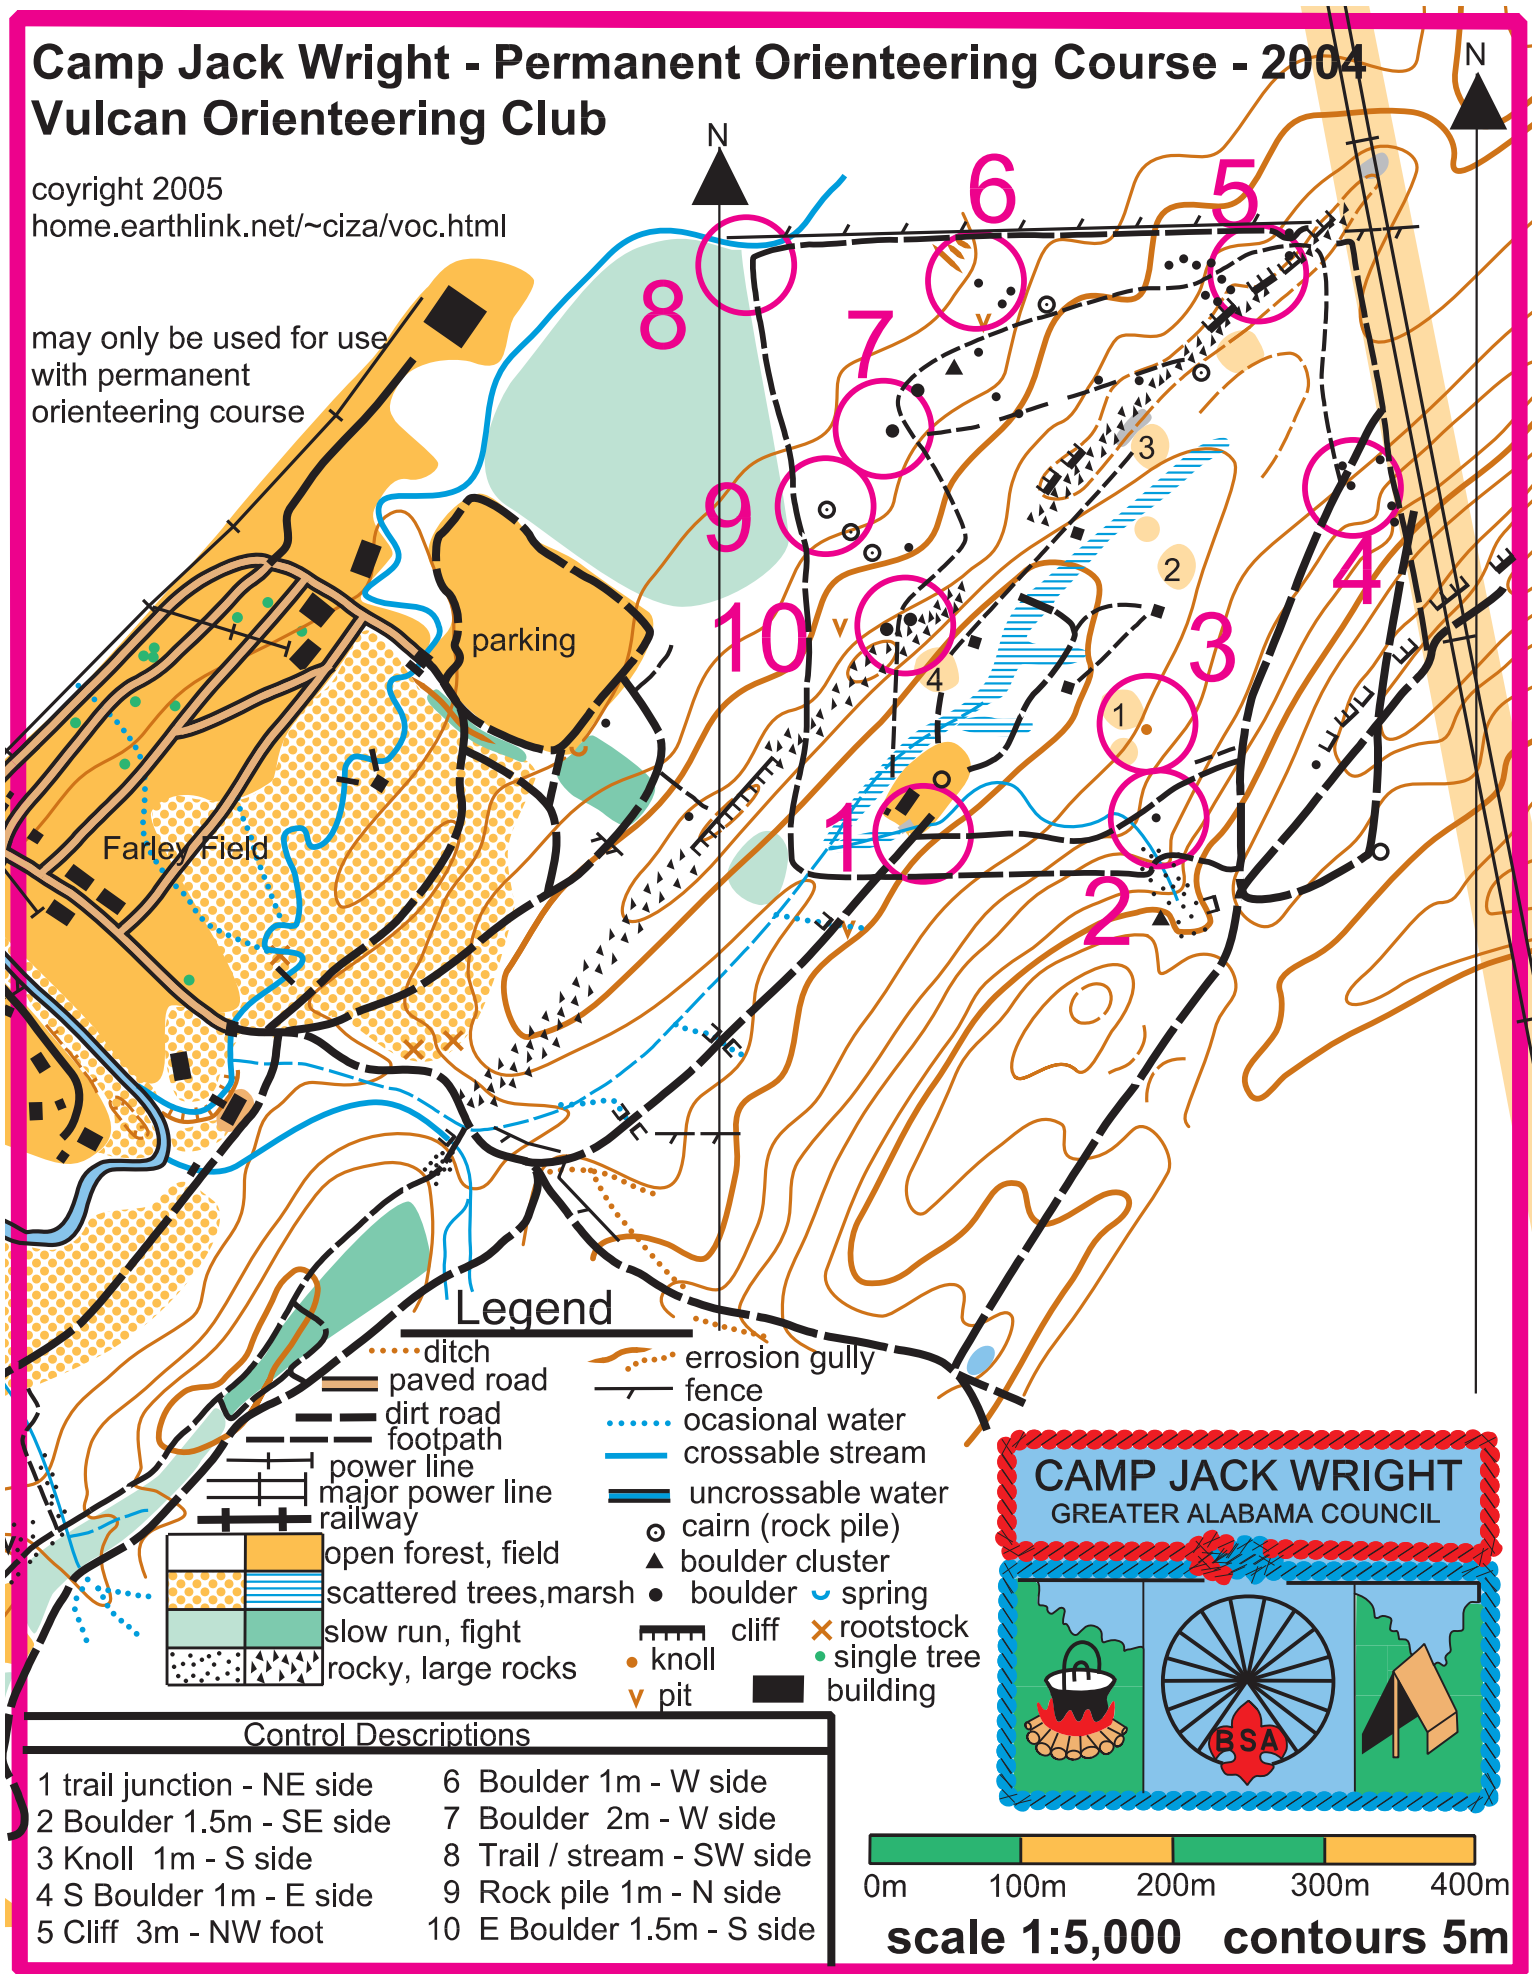 Camp Jack Wright - Permanent Orienteering Course - 2004
Vulcan Orienteering Club
coyright 2005
home.earthlink.net/~ciza/voc.html
may only be used for use
with permanent
orienteering course
N
N
6
5
8
7
9
10
4
3
1
2
3
2
1
4
parking
Farley Field
Legend
ditch
paved road
dirt road
footpath
power line
major power line
railway
open forest, field
scattered trees,marsh
slow run, fight
rocky, large rocks
errosion gully
fence
ocasional water
crossable stream
uncrossable water
cairn (rock pile)
boulder cluster
boulder
spring
cliff
rootstock
knoll
single tree
pit
building
CAMP JACK WRIGHT
GREATER ALABAMA COUNCIL
BSA
Control Descriptions
1 trail junction - NE side
2 Boulder 1.5m - SE side
3 Knoll 1m - S side
4 S Boulder 1m - E side
5 Cliff 3m - NW foot
6 Boulder 1m - W side
7 Boulder 2m - W side
8 Trail / stream - SW side
9 Rock pile 1m - N side
10 E Boulder 1.5m - S side
0m 100m 200m 300m 400m
scale 1:5,000 contours 5m